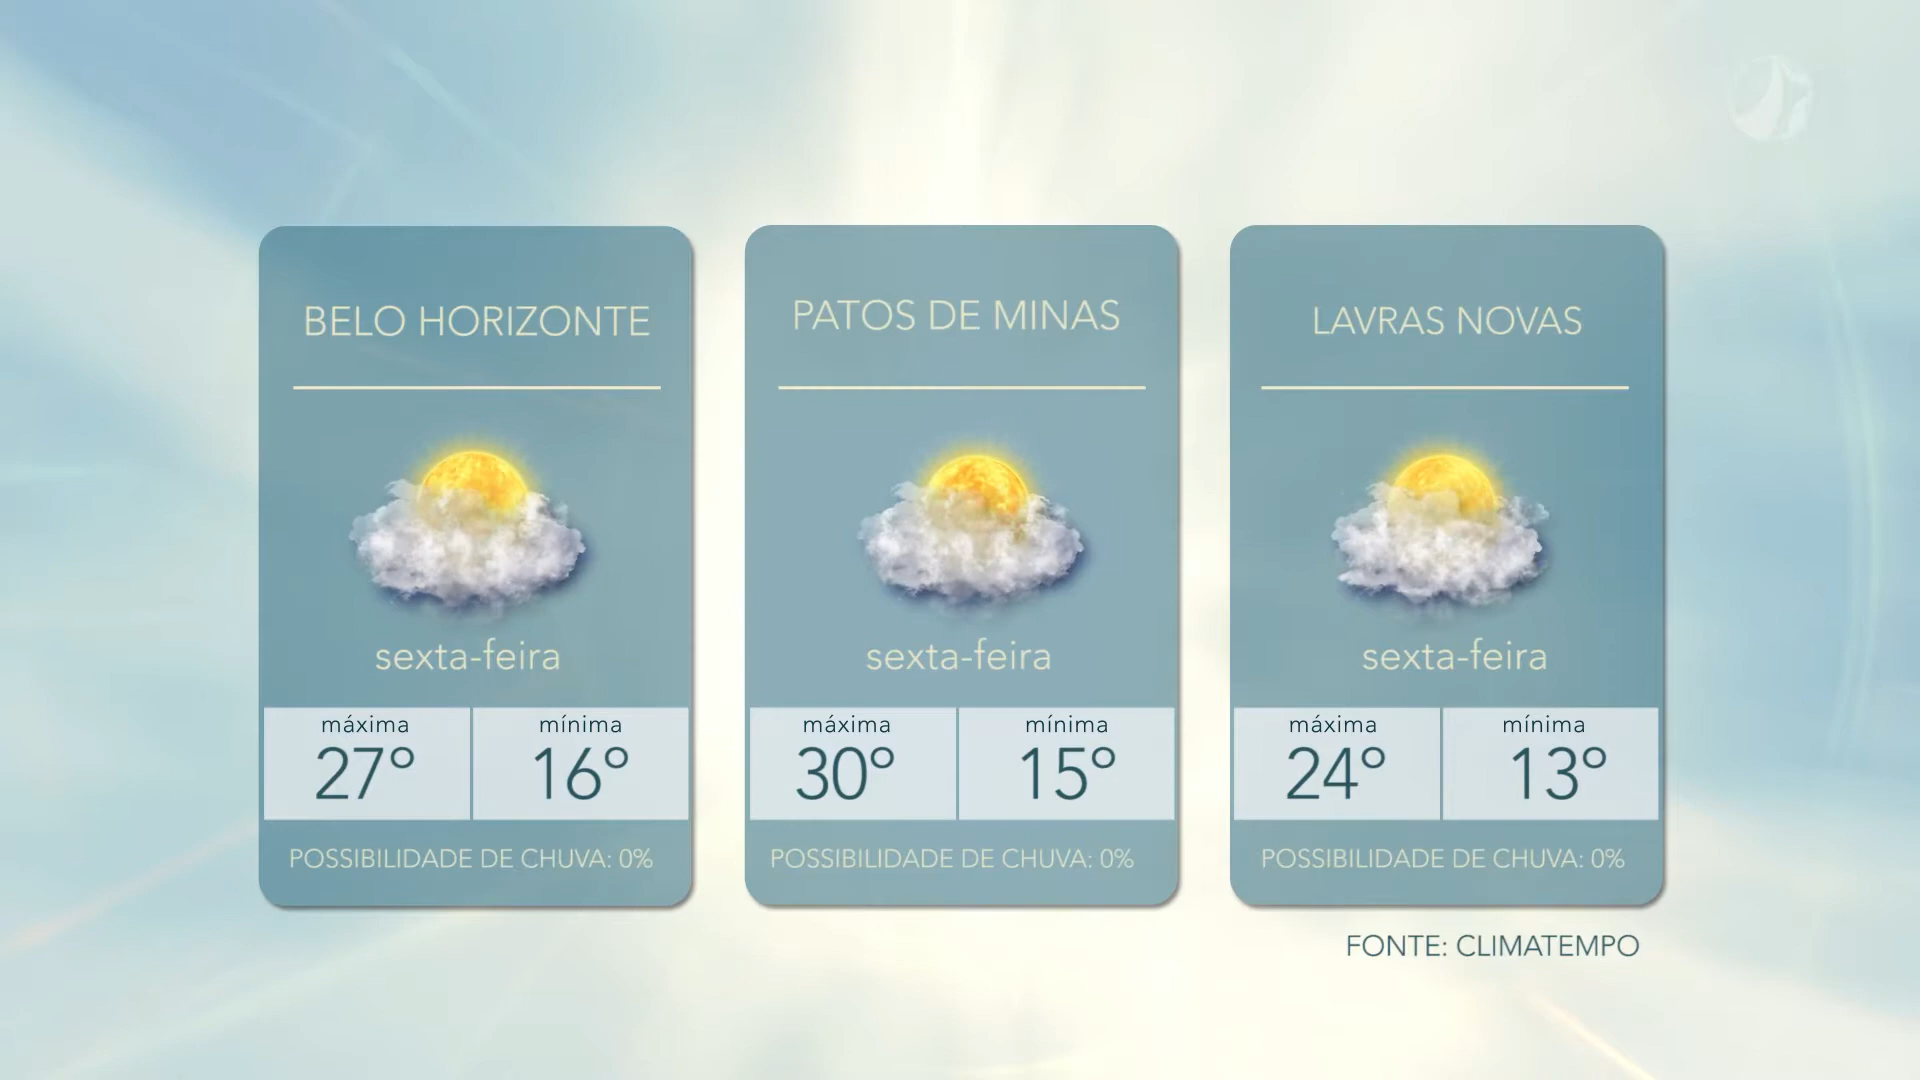 BELO HORIZONTE
sexta-feira
máxima
27°
mínima
16°
POSSIBILIDADE DE CHUVA: 0%
PATOS DE MINAS
sexta-feira
máxima
30°
mínima
15°
POSSIBILIDADE DE CHUVA: 0%
LAVRAS NOVAS
sexta-feira
máxima
24°
mínima
13°
POSSIBILIDADE DE CHUVA: 0%
FONTE: CLIMATEMPO